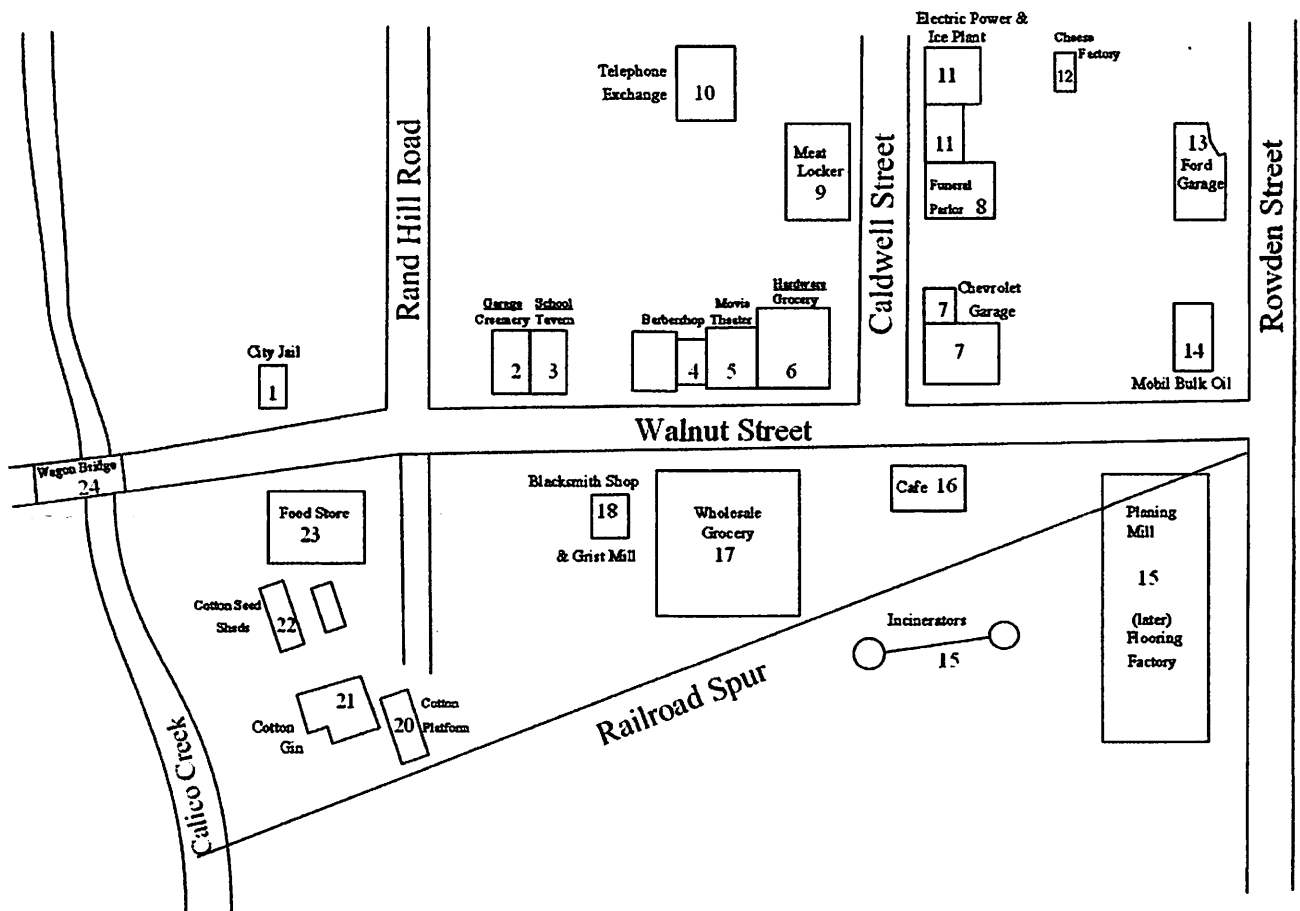 Electric Power &
Ice Plant
11
11
Cheese
Factory
12
Telephone
Exchange
10
Meat
Locker
9
Funeral
Parlor 8
13
Ford
Garage
Rand Hill Road
Caldwell Street
Rowden Street
Garage
Creamery
2
School
Tavern
3
Barbershop
4
Movie
Theater
5
Hardware
Grocery
6
Chevrolet
Garage
7
7
14
Mobil Bulk Oil
City Jail
1
Walnut Street
Wagon Bridge
24
Food Store
23
Blacksmith Shop
18
& Grist Mill
Wholesale
Grocery
17
Cafe 16
Planing
Mill
15
(later)
Flooring
Factory
Cotton Seed
Sheds
22
Incinerators
15
21
Cotton
Gin
20
Cotton
Platform
Railroad Spur
Calico Creek